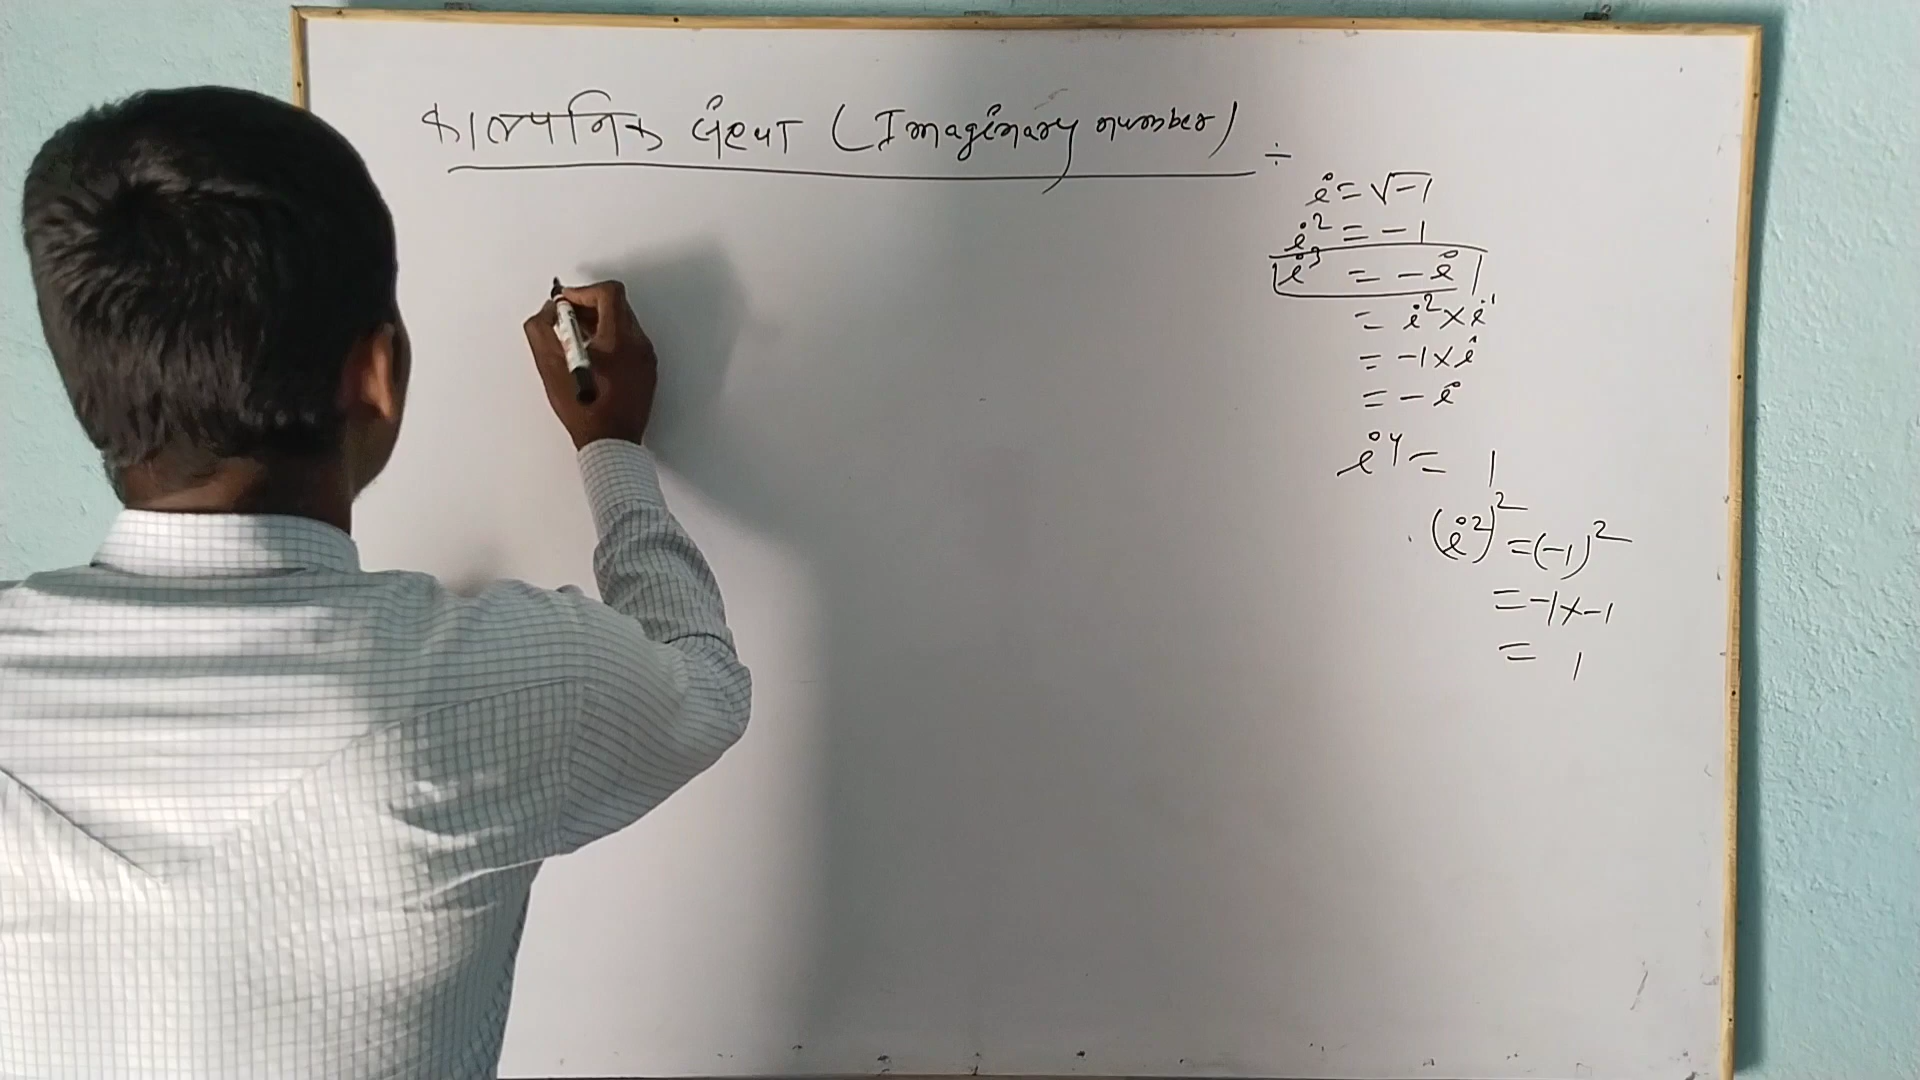 काल्पनिक संख्या (Imaginary number) ÷
i = √-1
i² = -1
i³ = -i
= i² × i¹
= -1 × i
= -i
i⁴ = 1
(i²)² = (-1)²
= -1 × -1
= 1